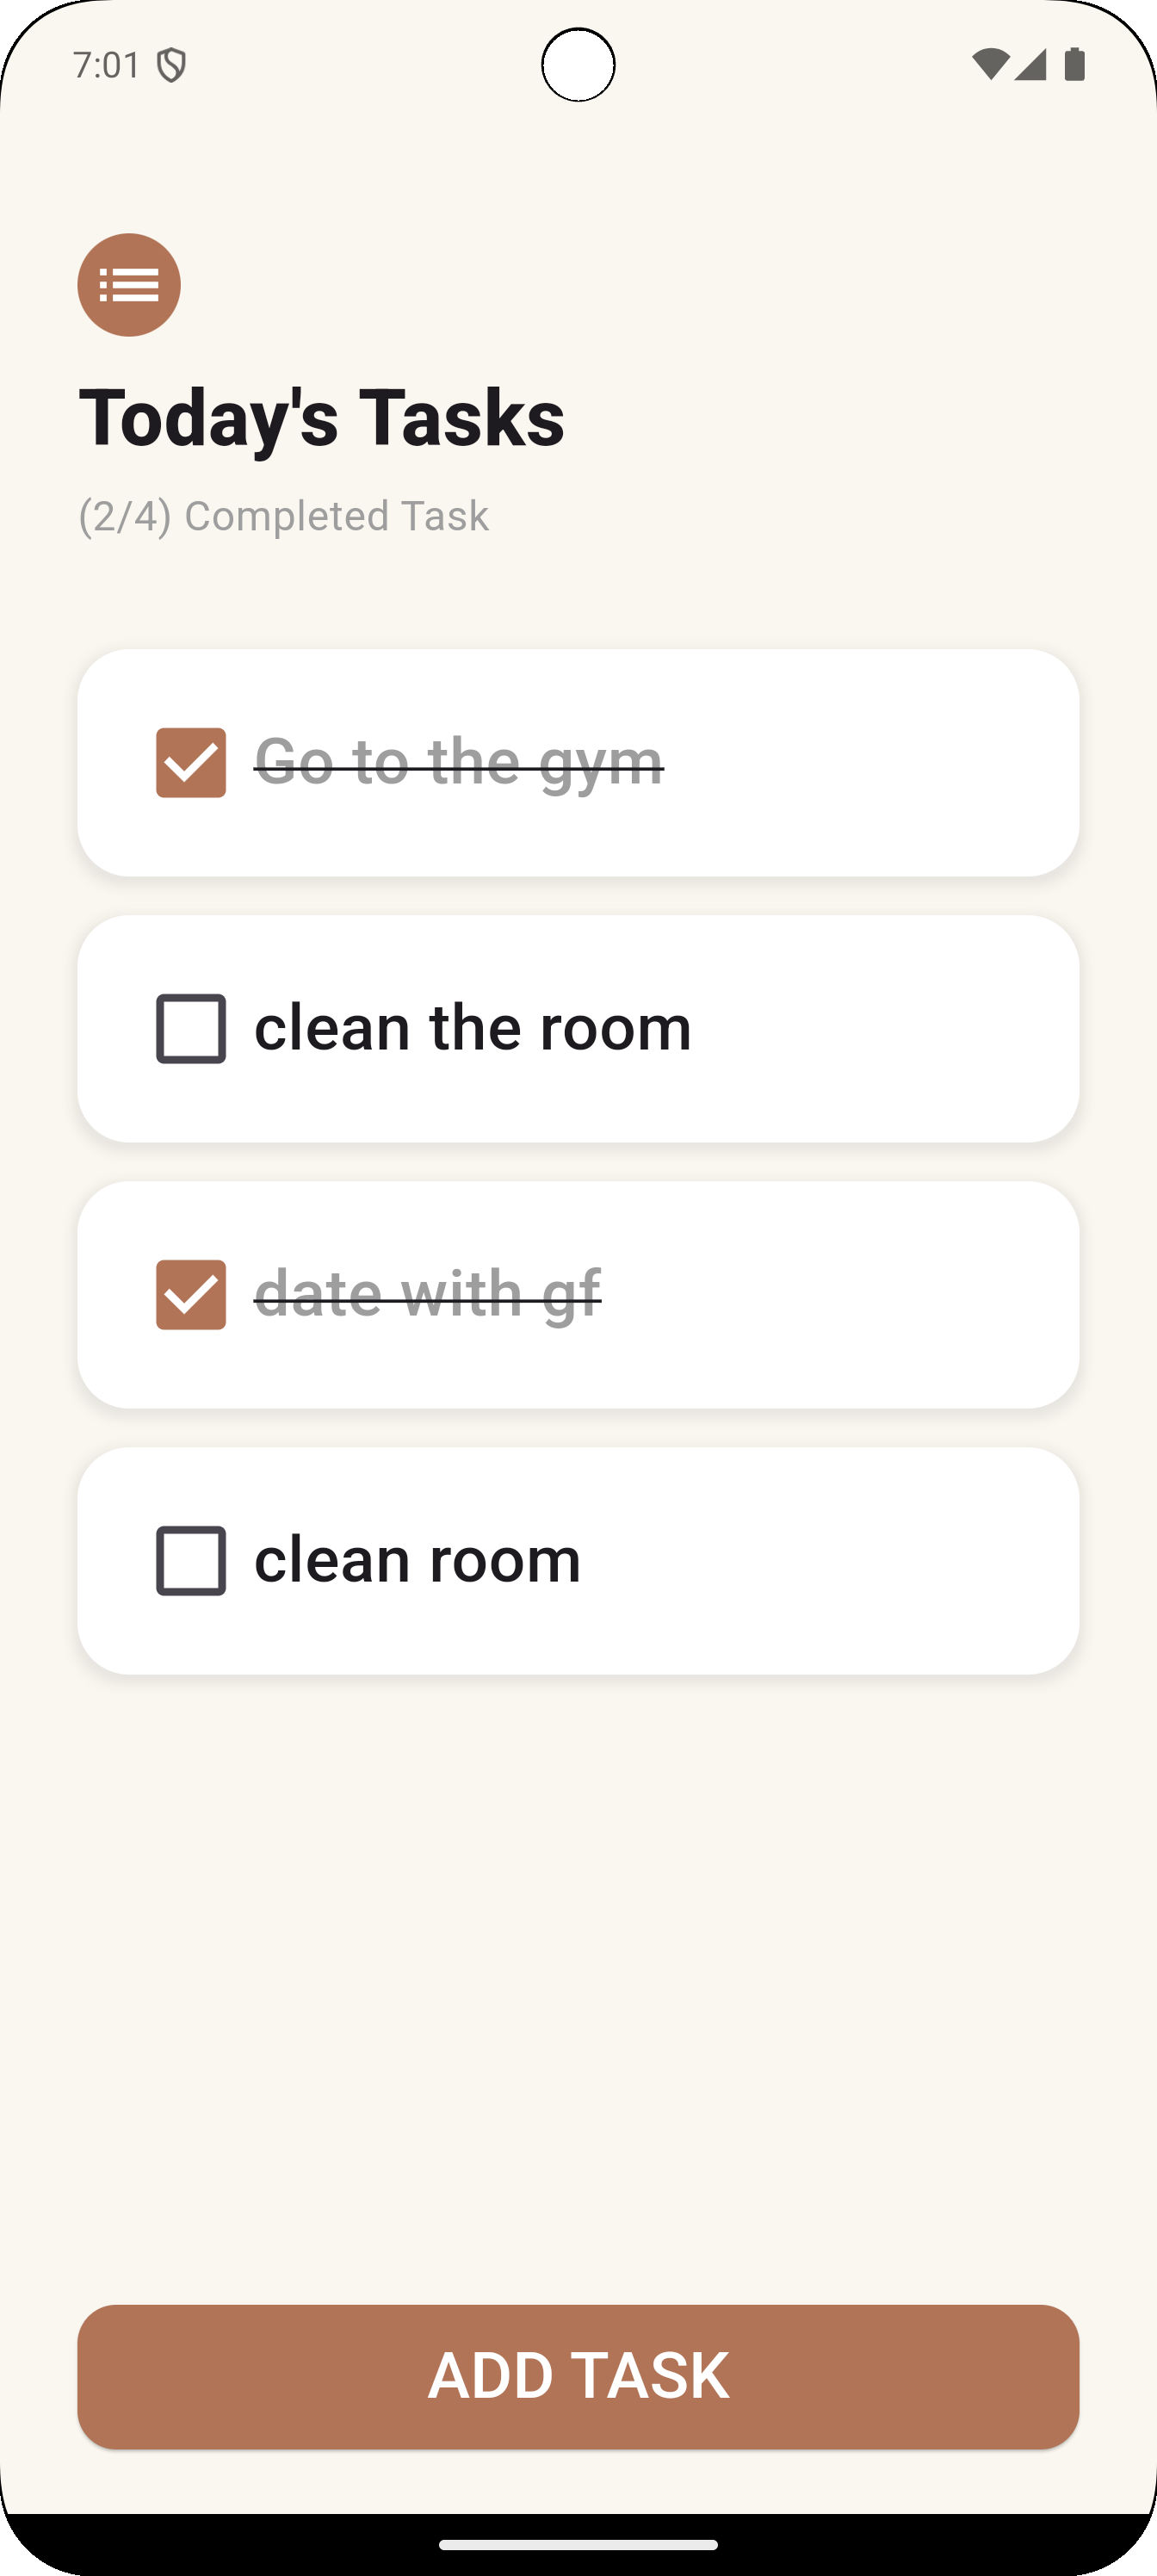 7:01
Today's Tasks
(2/4) Completed Task
Go to the gym
clean the room
date with gf
clean room
ADD TASK